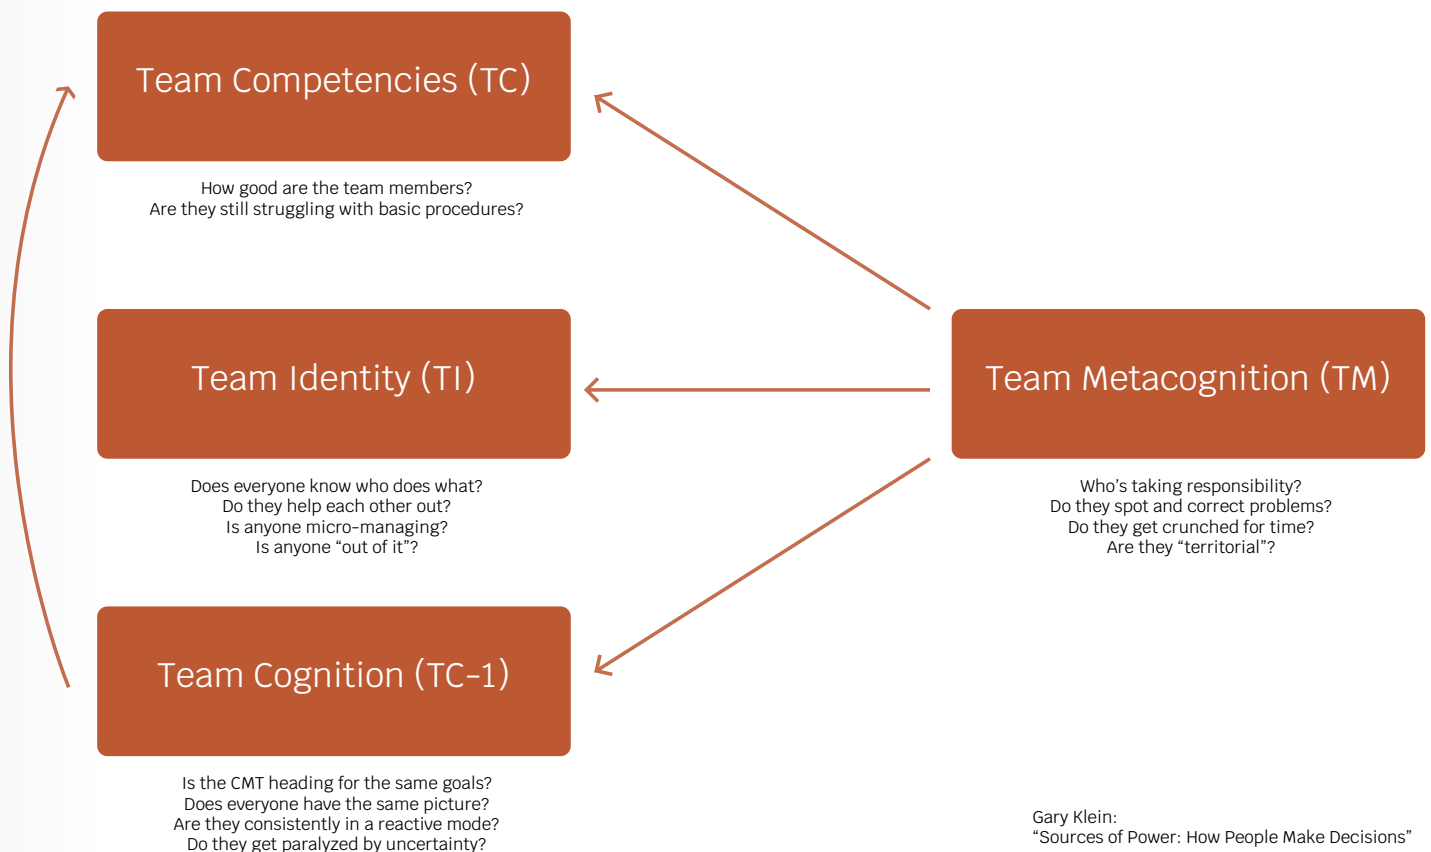 Team Competencies (TC)
How good are the team members?
Are they still struggling with basic procedures?
Team Identity (TI)
Does everyone know who does what?
Do they help each other out?
Is anyone micro-managing?
Is anyone “out of it”?
Team Metacognition (TM)
Who’s taking responsibility?
Do they spot and correct problems?
Do they get crunched for time?
Are they “territorial”?
Team Cognition (TC-1)
Is the CMT heading for the same goals?
Does everyone have the same picture?
Are they consistently in a reactive mode?
Do they get paralyzed by uncertainty?
Gary Klein:
“Sources of Power: How People Make Decisions”